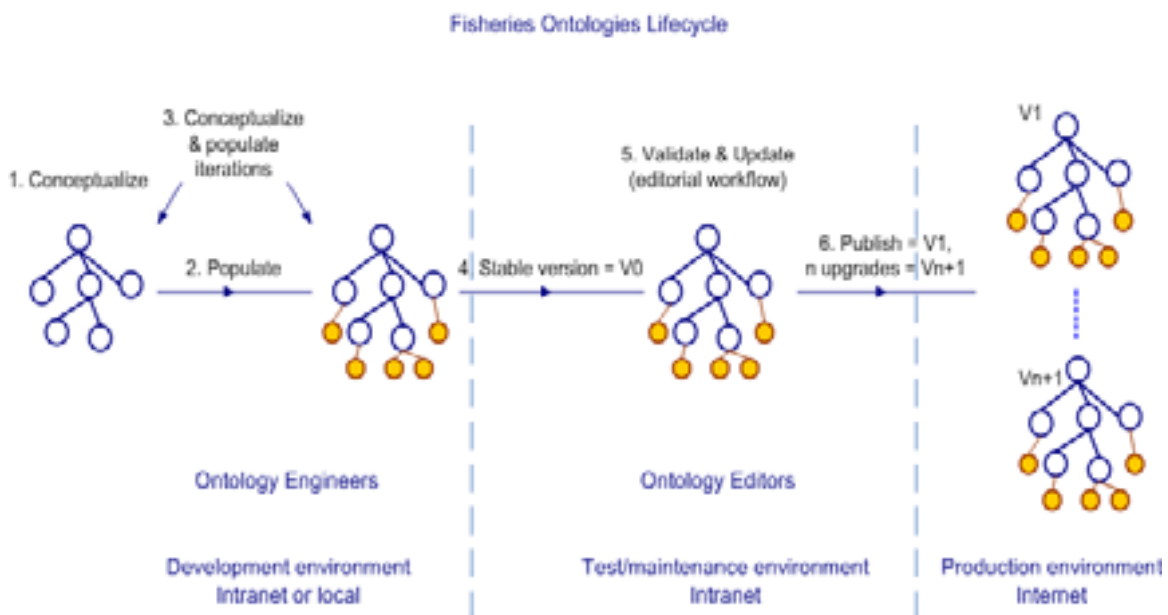 Fisheries Ontologies Lifecycle
3. Conceptualize
& populate
iterations
1. Conceptualize
2. Populate
4. Stable version = V0
5. Validate & Update
(editorial workflow)
6. Publish = V1,
n upgrades = Vn+1
V1
Vn+1
Ontology Engineers
Ontology Editors
Development environment
Intranet or local
Test/maintenance environment
Intranet
Production environment
Internet